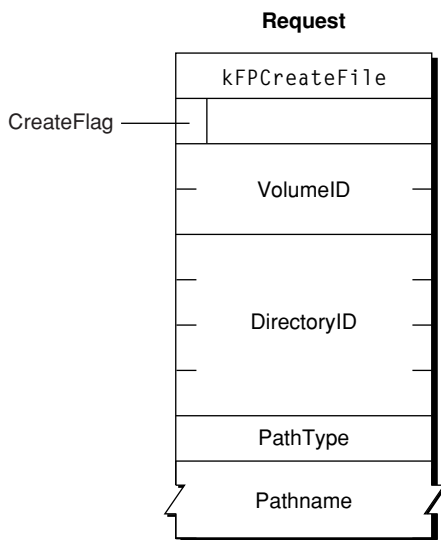 Request
kFPCreateFile
CreateFlag
VolumeID
DirectoryID
PathType
Pathname